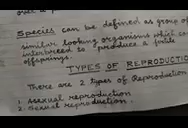 Species can be defined as group of
similar looking organisms which can
interbreed to produce a fertile
offsprings.
TYPES OF REPRODUCTIO
There are 2 types of Reproduction
1. asexual reproduction
2. Sexual reproduction.